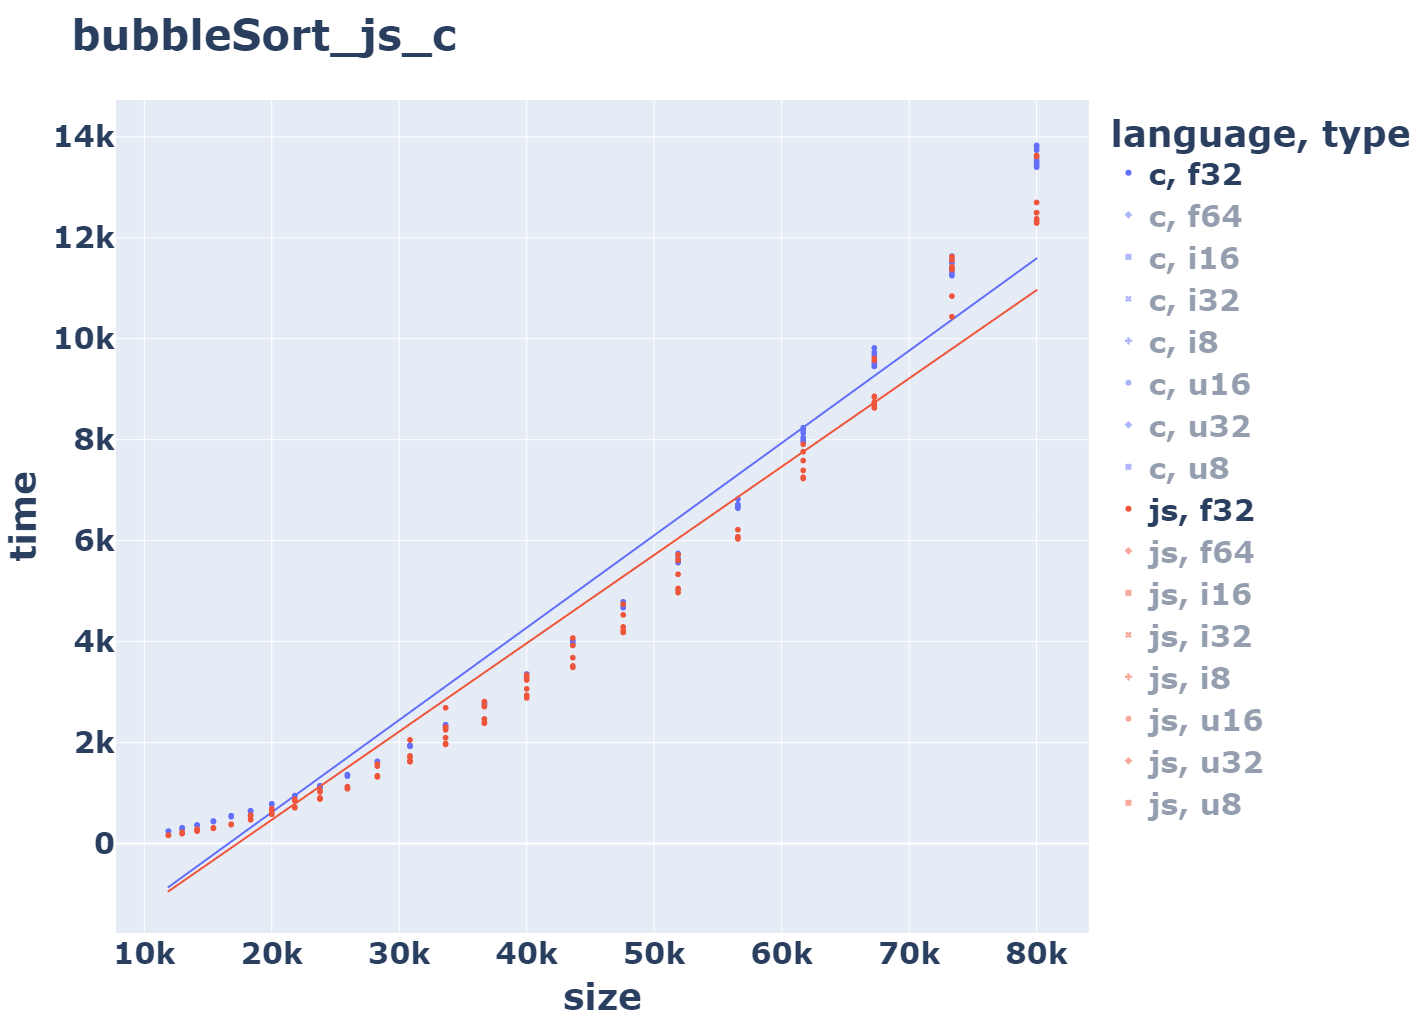 bubbleSort_js_c
14k
12k
10k
8k
6k
4k
2k
0
time
10k 20k 30k 40k 50k 60k 70k 80k
size
language, type
c, f32
c, f64
c, i16
c, i32
c, i8
c, u16
c, u32
c, u8
js, f32
js, f64
js, i16
js, i32
js, i8
js, u16
js, u32
js, u8